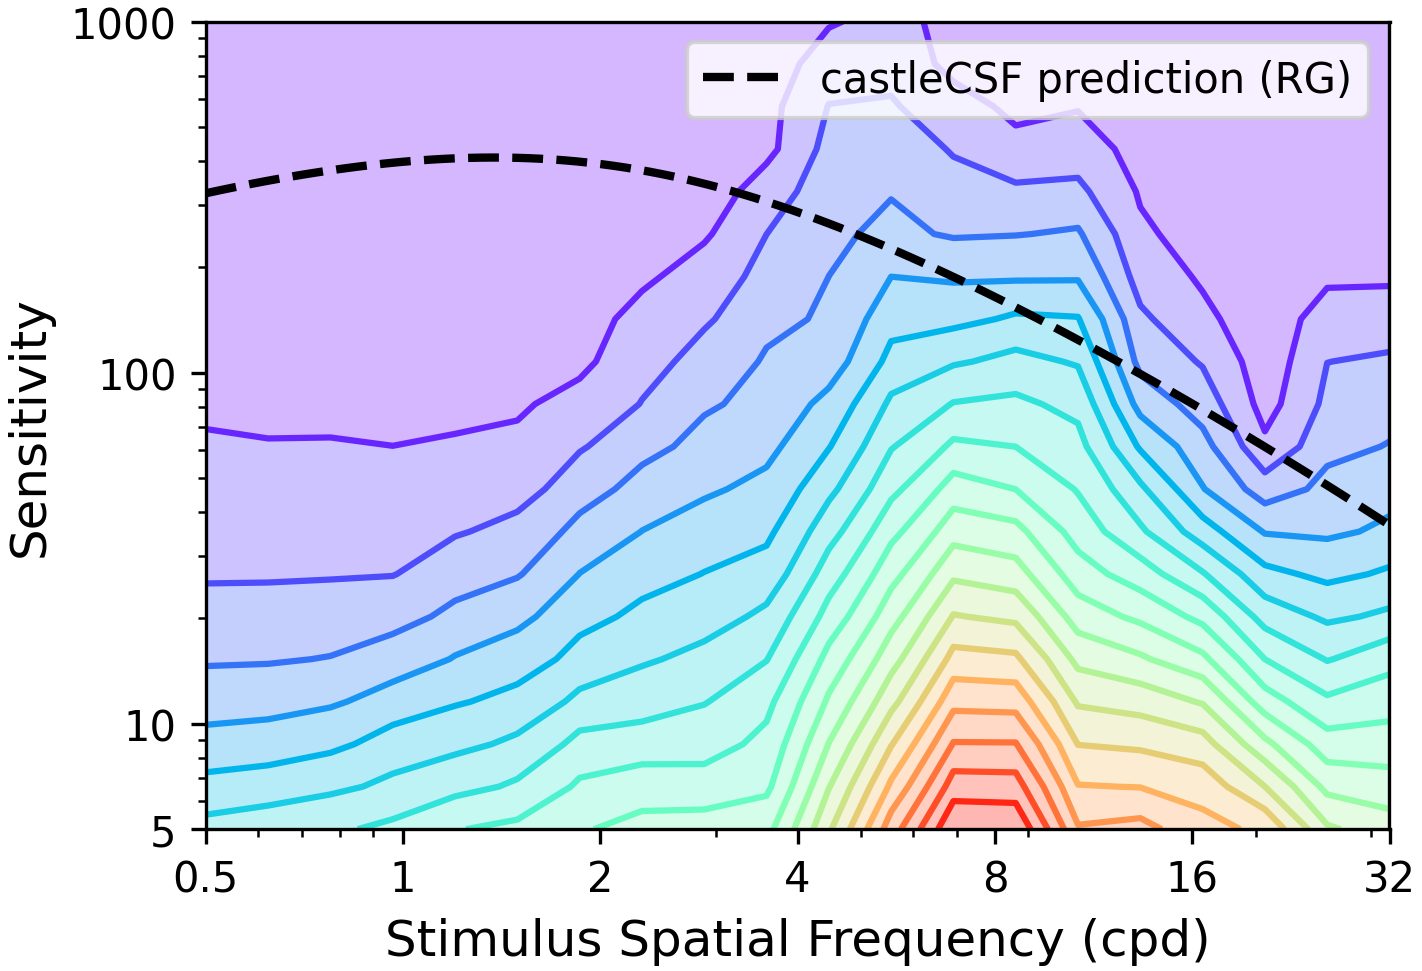 1000
castleCSF prediction (RG)
100
Sensitivity
10
5
0.5 1 2 4 8 16 32
Stimulus Spatial Frequency (cpd)